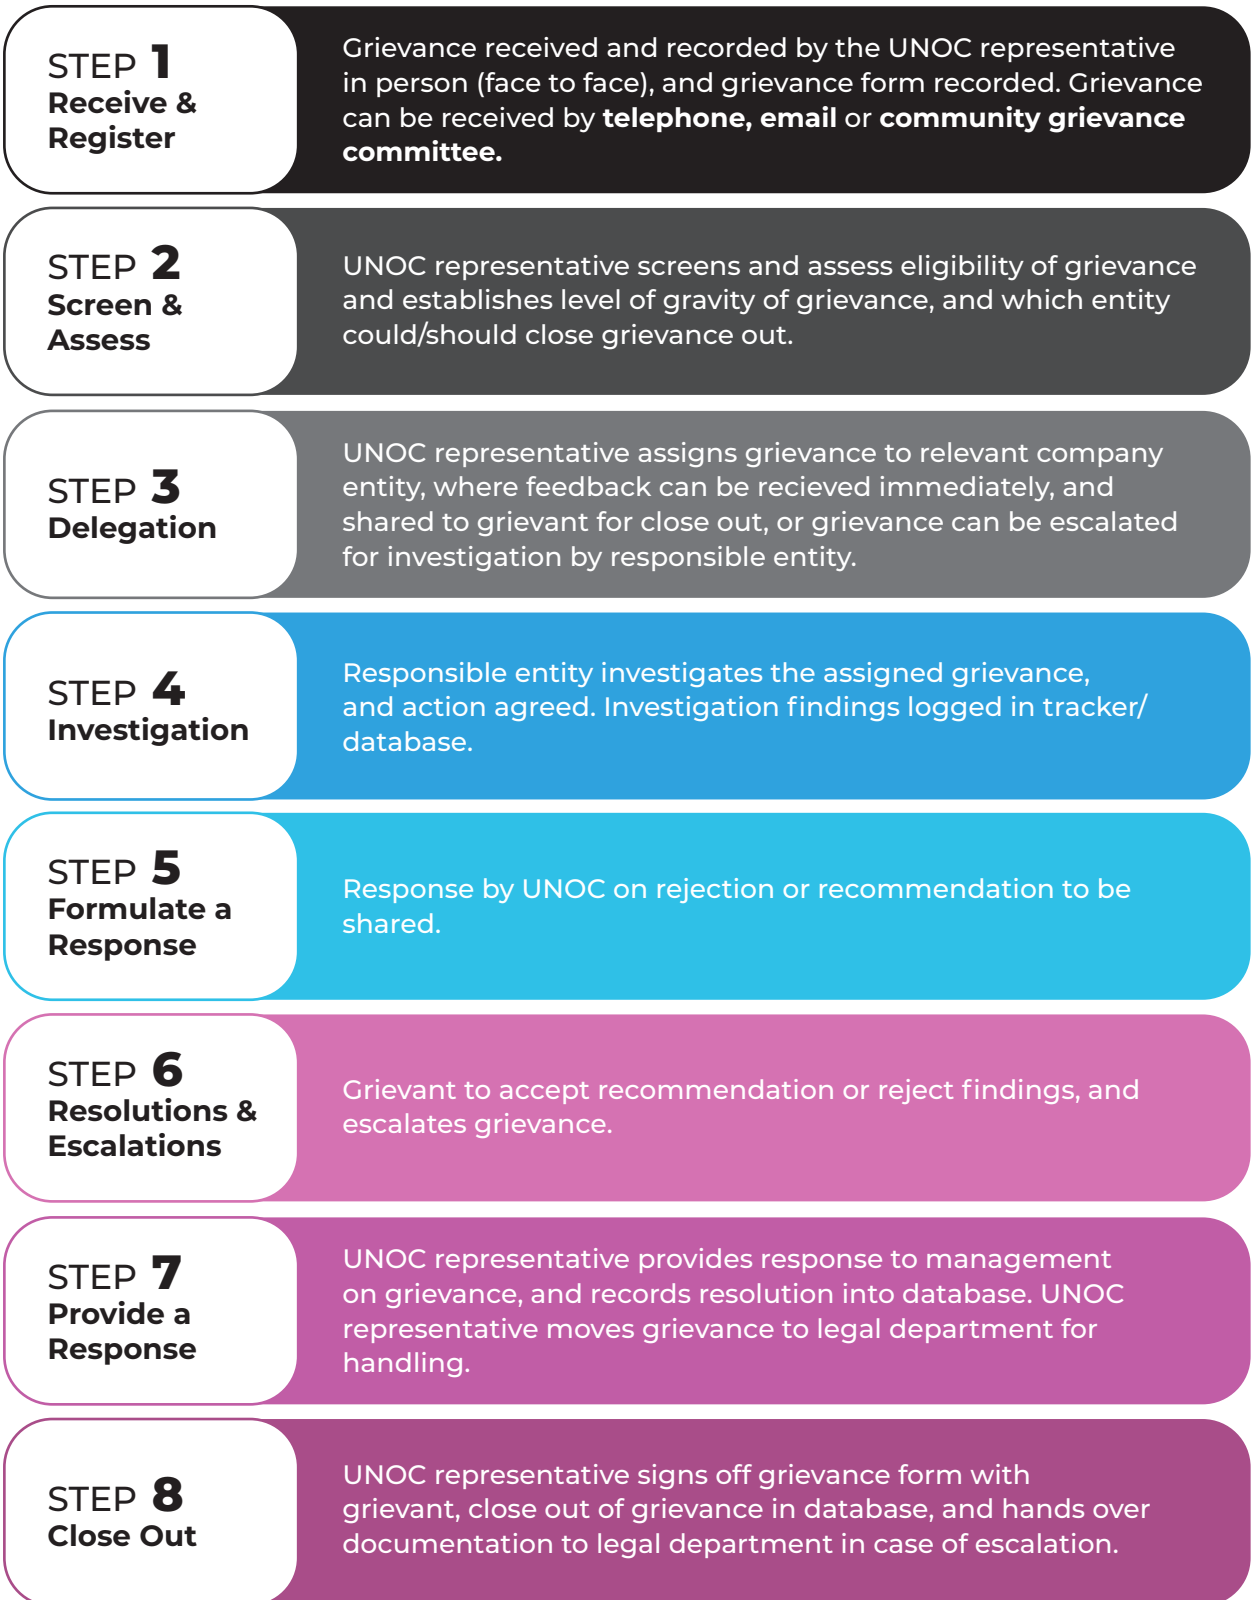 STEP 1
Receive &
Register
Grievance received and recorded by the UNOC representative
in person (face to face), and grievance form recorded. Grievance
can be received by telephone, email or community grievance
committee.
STEP 2
Screen &
Assess
UNOC representative screens and assess eligibility of grievance
and establishes level of gravity of grievance, and which entity
could/should close grievance out.
STEP 3
Delegation
UNOC representative assigns grievance to relevant company
entity, where feedback can be recieved immediately, and
shared to grievant for close out, or grievance can be escalated
for investigation by responsible entity.
STEP 4
Investigation
Responsible entity investigates the assigned grievance,
and action agreed. Investigation findings logged in tracker/
database.
STEP 5
Formulate a
Response
Response by UNOC on rejection or recommendation to be
shared.
STEP 6
Resolutions &
Escalations
Grievant to accept recommendation or reject findings, and
escalates grievance.
STEP 7
Provide a
Response
UNOC representative provides response to management
on grievance, and records resolution into database. UNOC
representative moves grievance to legal department for
handling.
STEP 8
Close Out
UNOC representative signs off grievance form with
grievant, close out of grievance in database, and hands over
documentation to legal department in case of escalation.